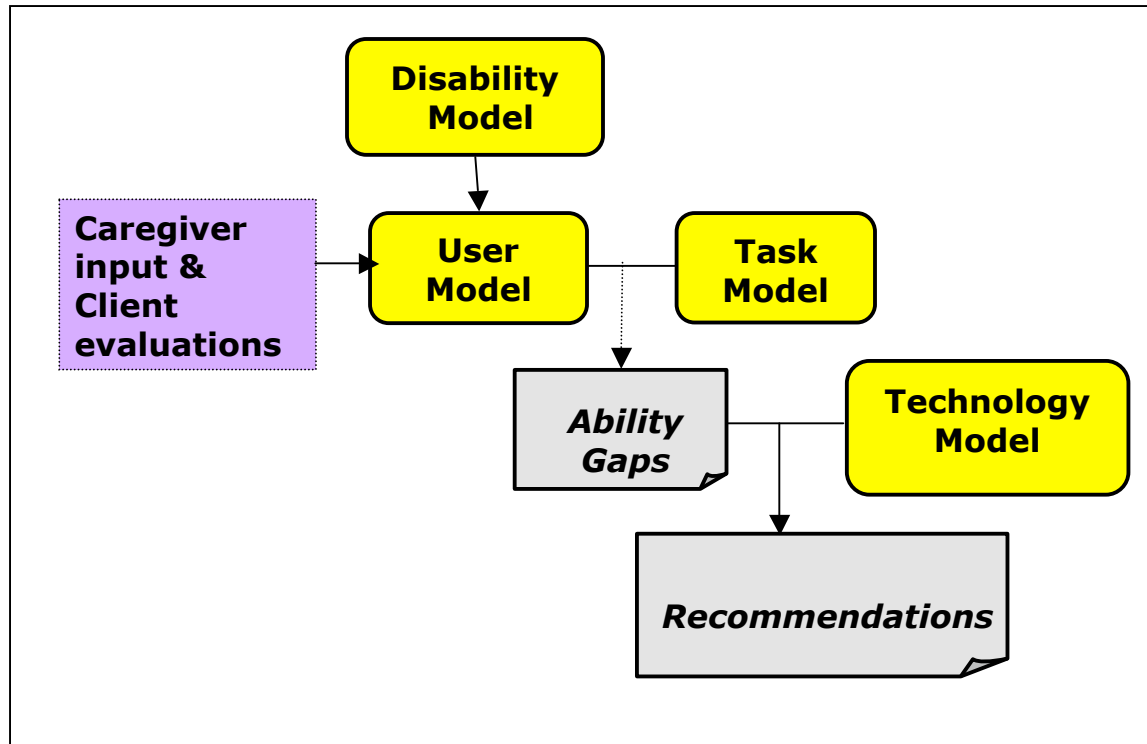 Disability
Model
Caregiver
input &
Client
evaluations
User
Model
Task
Model
Ability
Gaps
Technology
Model
Recommendations